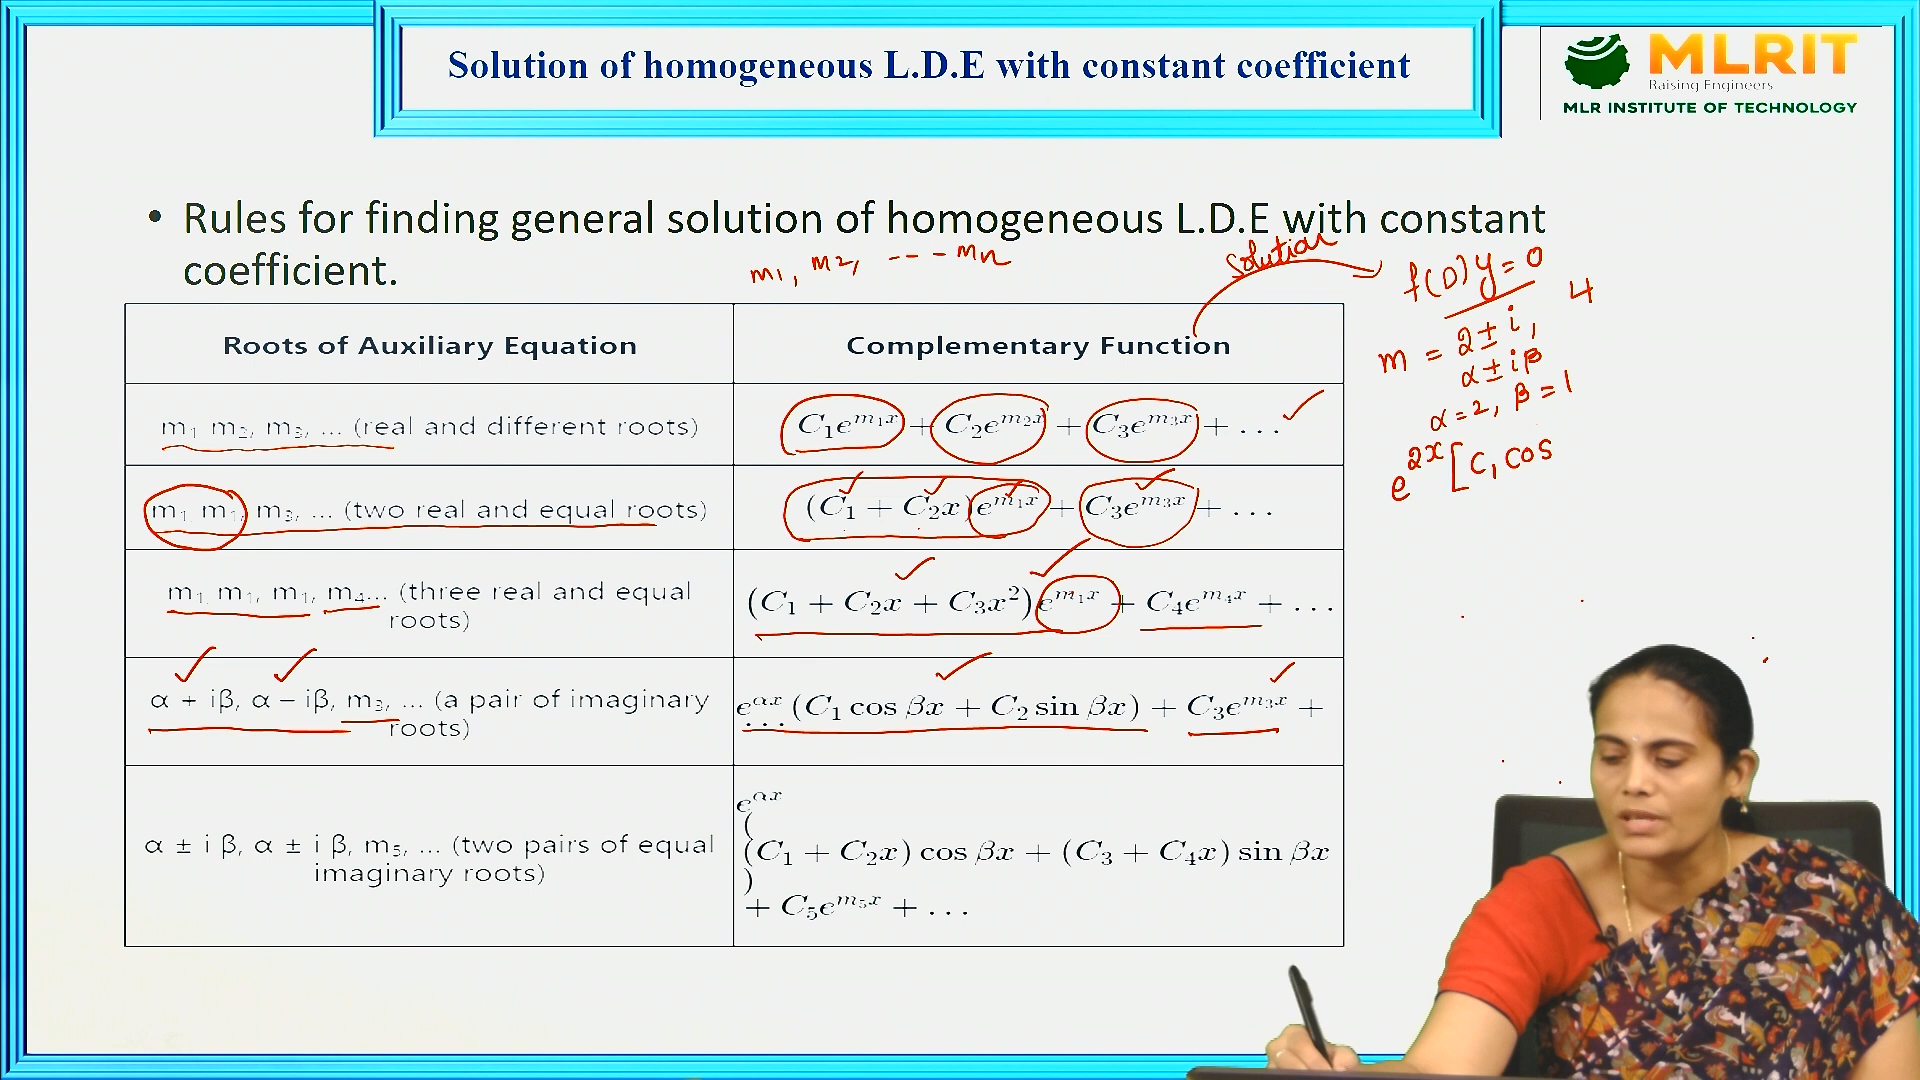 Solution of homogeneous L.D.E with constant coefficient
MLRIT
Raising Engineers
MLR INSTITUTE OF TECHNOLOGY
• Rules for finding general solution of homogeneous L.D.E with constant
coefficient.
m₁, m₂, --- mₙ
Solution
f(D)y = 0
4
m = 2 ± i,
α ± iβ
α = 2, β = 1
e²ˣ [ C₁ cos
Roots of Auxiliary Equation
Complementary Function
m₁ m₂, m₃, ... (real and different roots)
C₁e^{m₁x} + C₂e^{m₂x} + C₃e^{m₃x} + ...
m₁ m₁, m₃, ... (two real and equal roots)
(C₁ + C₂x)e^{m₁x} + C₃e^{m₃x} + ...
m₁ m₁, m₁, m₄... (three real and equal
roots)
(C₁ + C₂x + C₃x²)e^{m₁x} + C₄e^{m₄x} + ...
α + iβ, α – iβ, m₃, ... (a pair of imaginary
roots)
e^{αx}(C₁ cos βx + C₂ sin βx) + C₃e^{m₃x} +
...
α ± i β, α ± i β, m₅, ... (two pairs of equal
imaginary roots)
e^{αx}
(
(C₁ + C₂x) cos βx + (C₃ + C₄x) sin βx
)
+ C₅e^{m₅x} + ...